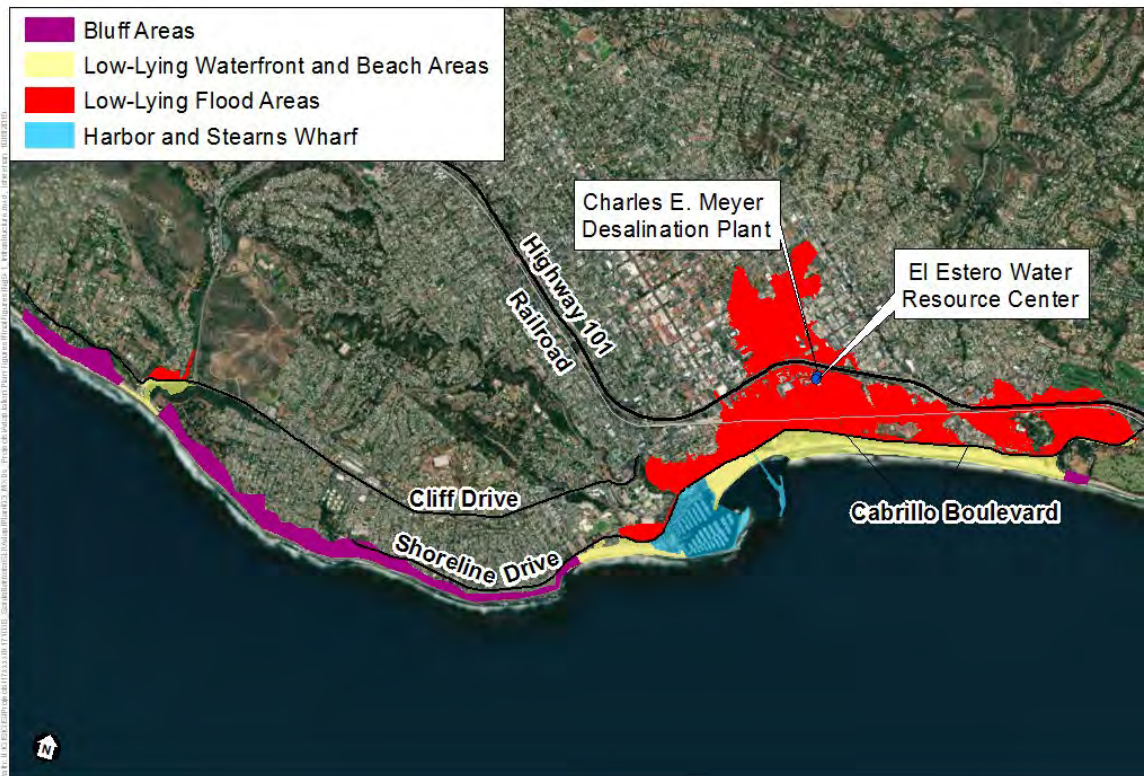 Bluff Areas
Low-Lying Waterfront and Beach Areas
Low-Lying Flood Areas
Harbor and Stearns Wharf
Charles E. Meyer
Desalination Plant
El Estero Water
Resource Center
Highway 101
Railroad
Cliff Drive
Shoreline Drive
Cabrillo Boulevard
N